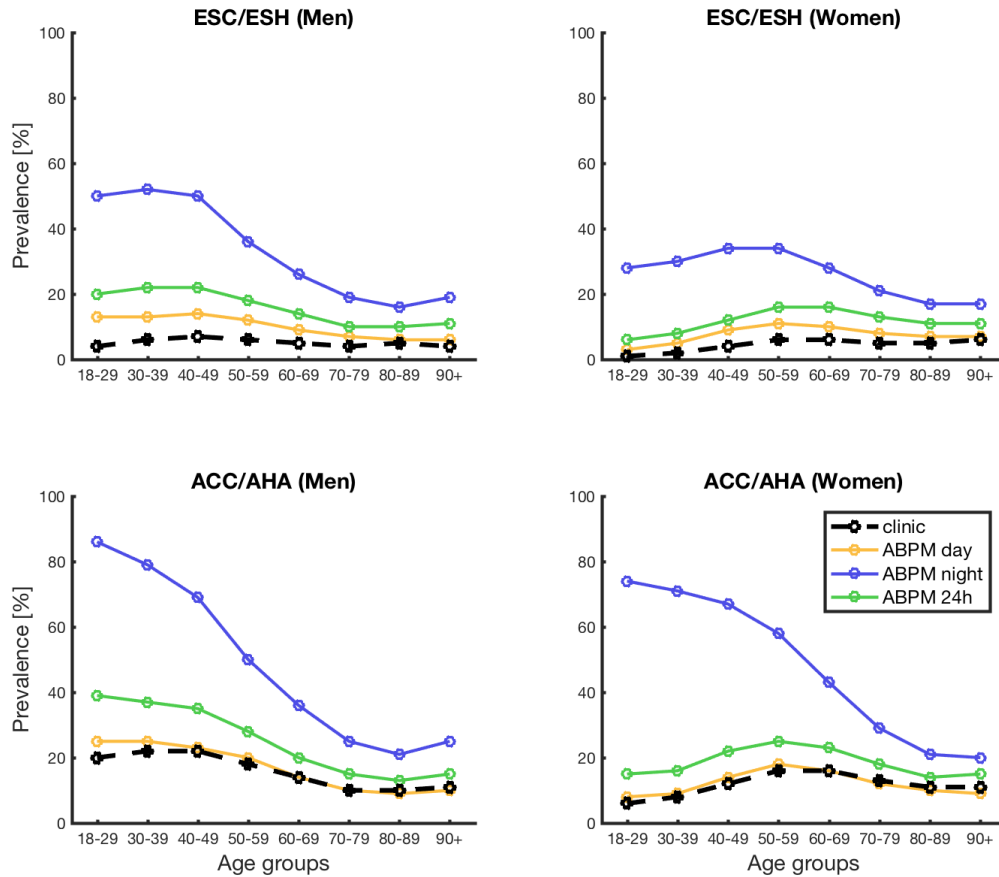 ESC/ESH (Men)
100
80
60
40
20
0
Prevalence [%]
18-29 30-39 40-49 50-59 60-69 70-79 80-89 90+
ESC/ESH (Women)
100
80
60
40
20
0
18-29 30-39 40-49 50-59 60-69 70-79 80-89 90+
ACC/AHA (Men)
100
80
60
40
20
0
Prevalence [%]
18-29 30-39 40-49 50-59 60-69 70-79 80-89 90+
Age groups
ACC/AHA (Women)
100
80
60
40
20
0
clinic
ABPM day
ABPM night
ABPM 24h
18-29 30-39 40-49 50-59 60-69 70-79 80-89 90+
Age groups